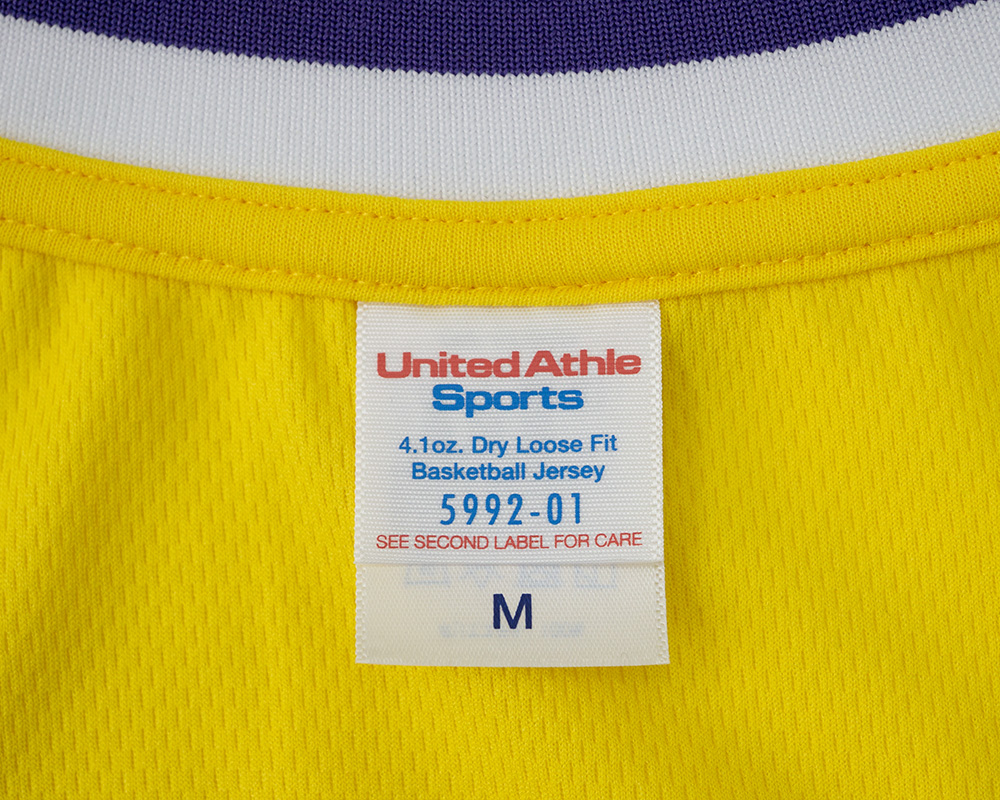 United Athle
Sports
4.1oz. Dry Loose Fit
Basketball Jersey
5992-01
SEE SECOND LABEL FOR CARE
M